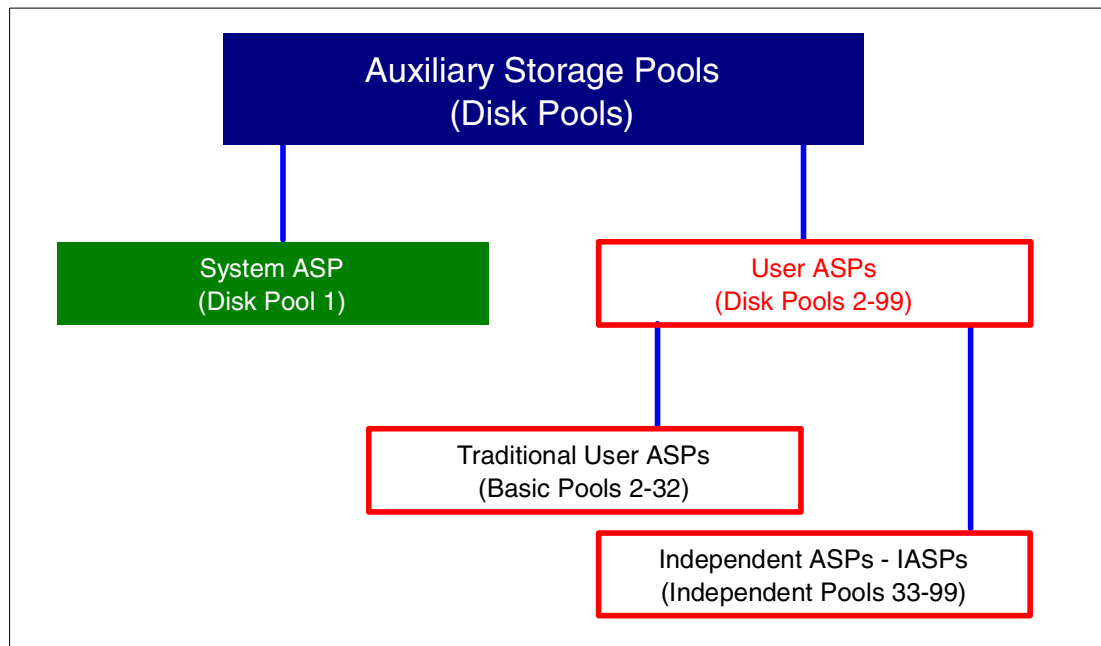 Auxiliary Storage Pools
(Disk Pools)
System ASP
(Disk Pool 1)
User ASPs
(Disk Pools 2-99)
Traditional User ASPs
(Basic Pools 2-32)
Independent ASPs - IASPs
(Independent Pools 33-99)